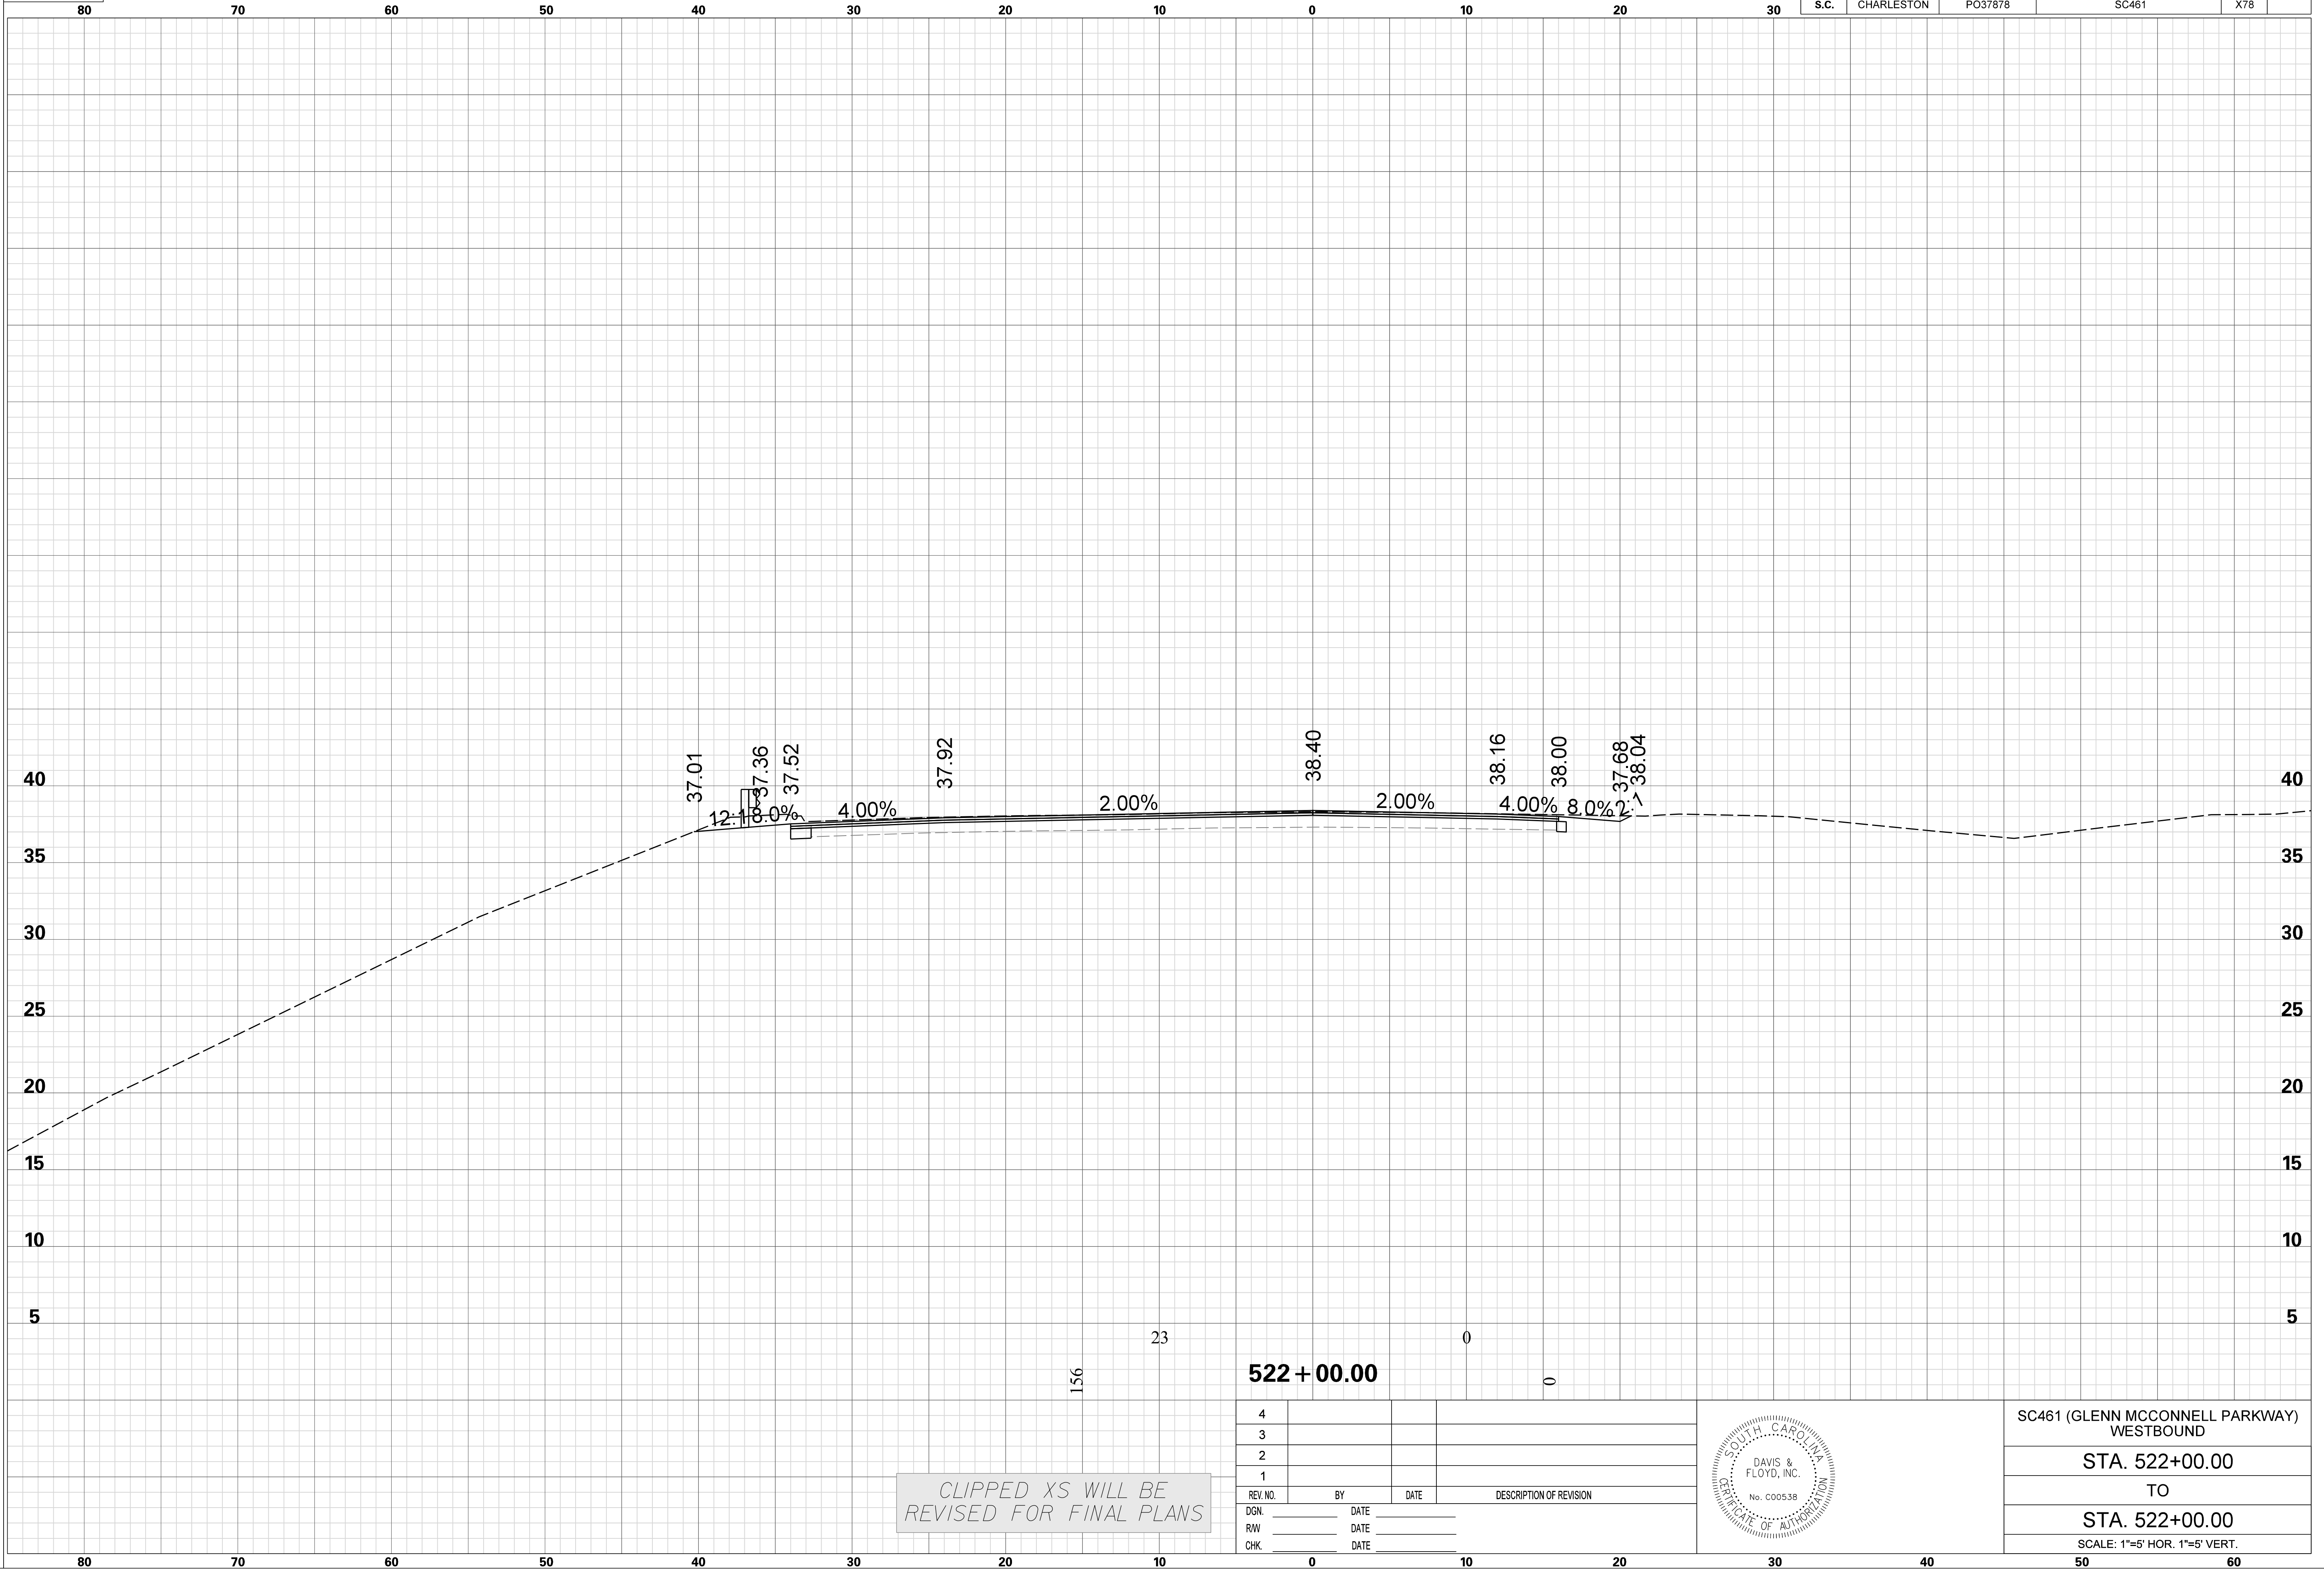 80 70 60 50 40 30 20 10 0 10 20 30
S.C. CHARLESTON PO37878 SC461 X78
37.01 37.36 37.52 37.92 38.40 38.16 38.00 37.68 38.04
40 40
12:1 8.0% 4.00% 2.00% 2.00% 4.00% 8.0% 2:1
35 35
30 30
25 25
20 20
15 15
10 10
5 5
23 0
156 0
522+00.00
4
3
2
1
REV. NO. BY DATE DESCRIPTION OF REVISION
DGN. DATE
R/W DATE
CHK. DATE
CLIPPED XS WILL BE
REVISED FOR FINAL PLANS
SOUTH CAROLINA
DAVIS &
FLOYD, INC.
No. C00538
CERTIFICATE OF AUTHORIZATION
SC461 (GLENN MCCONNELL PARKWAY)
WESTBOUND
STA. 522+00.00
TO
STA. 522+00.00
SCALE: 1"=5' HOR. 1"=5' VERT.
80 70 60 50 40 30 20 10 0 10 20 30 40 50 60